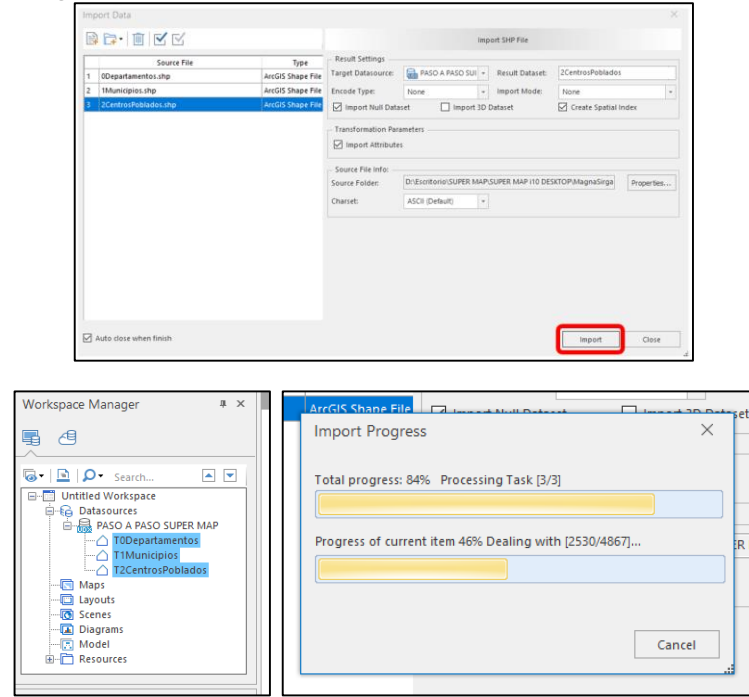 Import Data
Import SHP File
Source File Type
1 0Departamentos.shp ArcGIS Shape File
2 1Municipios.shp ArcGIS Shape File
3 2CentrosPoblados.shp ArcGIS Shape File
Result Settings
Target Datasource: PASO A PASO SUI Result Dataset: 2CentrosPoblados
Encode Type: None Import Mode: None
Import Null Dataset Import 3D Dataset Create Spatial Index
Transformation Parameters
Import Attributes
Source File Info:
Source Folder: D:\Escritorio\SUPER MAP\SUPER MAP i10 DESKTOP\MagnaSirga Properties...
Charset: ASCII (Default)
Auto close when finish
Import Close
Workspace Manager
Search...
Untitled Workspace
Datasources
PASO A PASO SUPER MAP
T0Departamentos
T1Municipios
T2CentrosPoblados
Maps
Layouts
Scenes
Diagrams
Model
Resources
ArcGIS Shape File
Import Progress
Total progress: 84% Processing Task [3/3]
Progress of current item 46% Dealing with [2530/4867]...
ER
Cancel